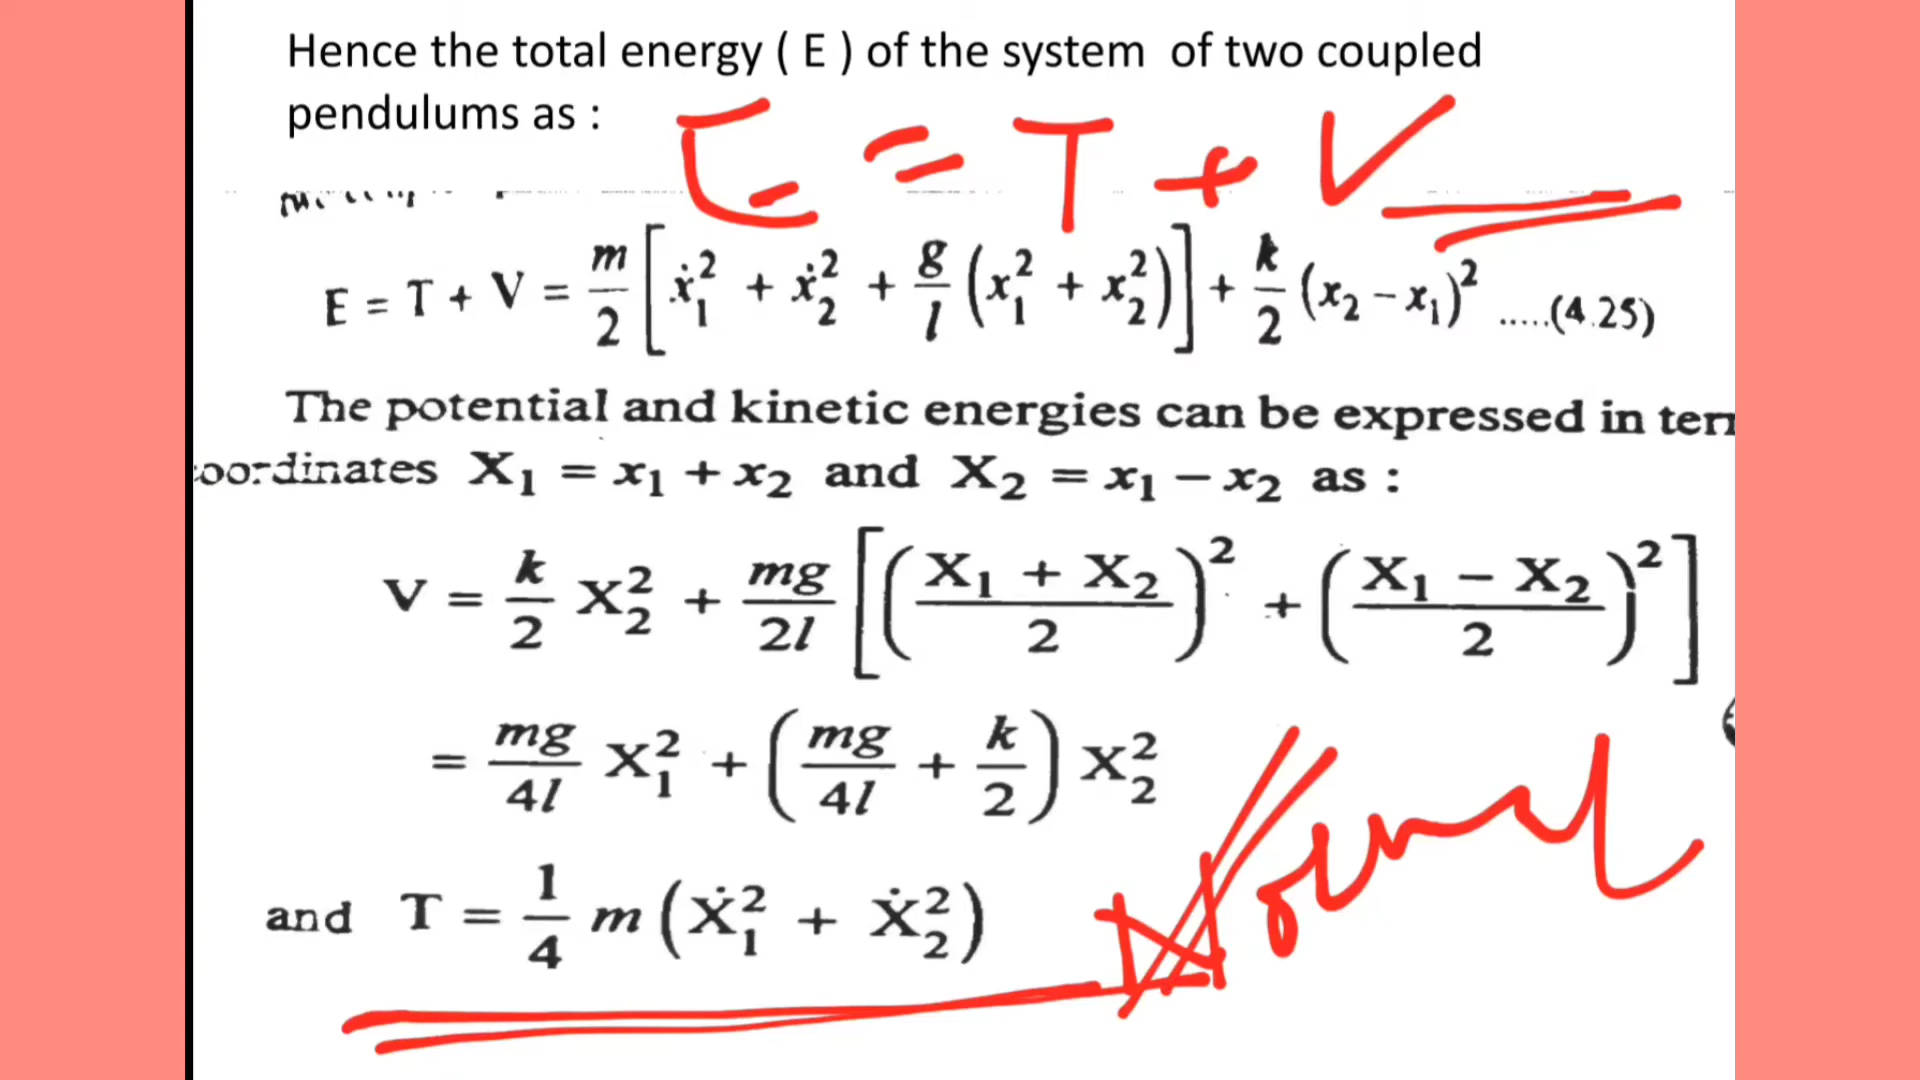 Hence the total energy ( E ) of the system of two coupled
pendulums as :
E = T + V
E = T + V = m/2 [ẋ₁² + ẋ₂² + g/l (x₁² + x₂²)] + k/2 (x₂ − x₁)² .....(4.25)
The potential and kinetic energies can be expressed in
coordinates X₁ = x₁ + x₂ and X₂ = x₁ − x₂ as :
V = k/2 X₂² + mg/2l [((X₁ + X₂)/2)² + ((X₁ − X₂)/2)²]
= mg/4l X₁² + (mg/4l + k/2) X₂²
and T = 1/4 m (Ẋ₁² + Ẋ₂²)